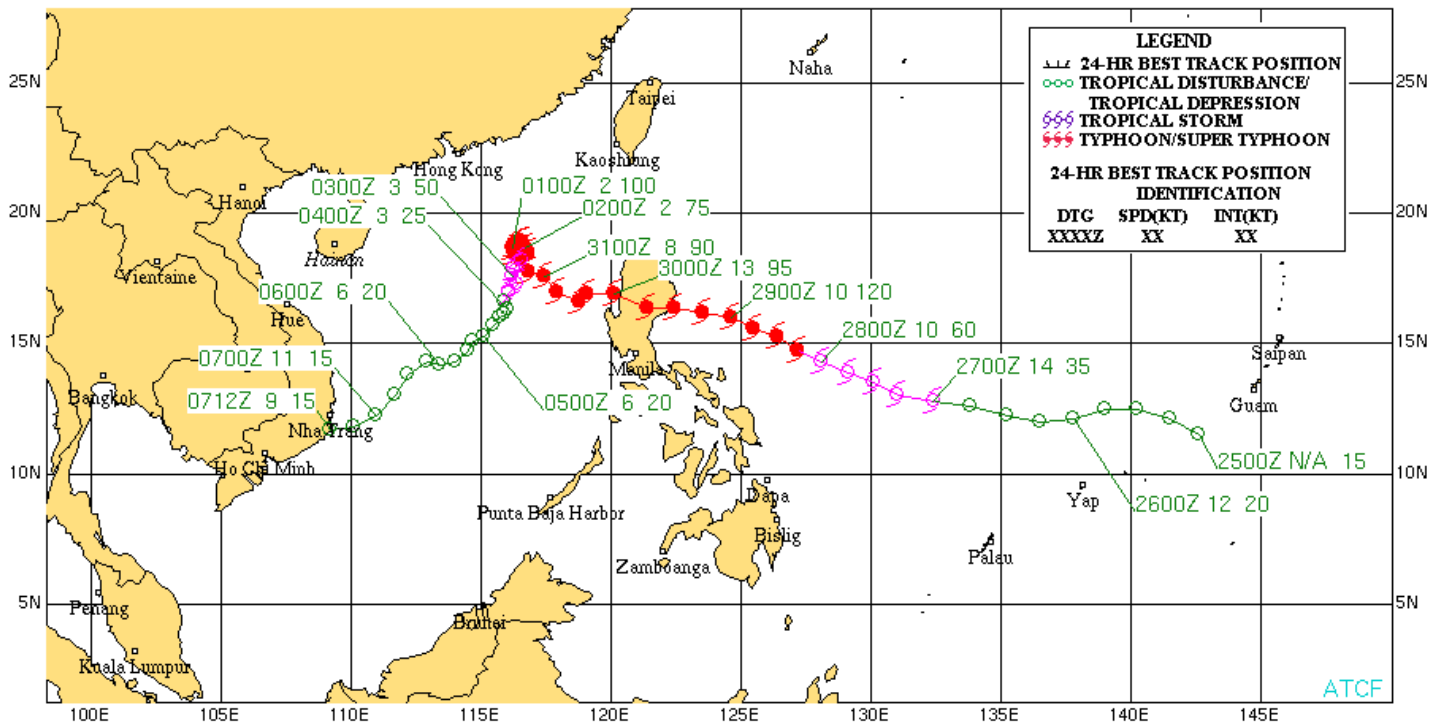 LEGEND
24-HR BEST TRACK POSITION
TROPICAL DISTURBANCE/
TROPICAL DEPRESSION
TROPICAL STORM
TYPHOON/SUPER TYPHOON
24-HR BEST TRACK POSITION
IDENTIFICATION
DTG SPD(KT) INT(KT)
XXXXZ XX XX
Naha
25N 25N
Taipei
Kaoshiung
Hong Kong
Hanoi
0300Z 3 50
0100Z 2 100
0400Z 3 25
0200Z 2 75
20N 20N
Hainan
3100Z 8 90
Vientaine
3000Z 13 95
0600Z 6 20
2900Z 10 120
Hue
2800Z 10 60
15N 15N
0700Z 11 15
Manila
Saipan
2700Z 14 35
Bangkok
0712Z 9 15
0500Z 6 20
Guam
Nha Trang
Ho Chi Minh
10N 10N
2500Z N/A 15
Dapa
Yap
2600Z 12 20
Punta Baja Harbor
Bislig
Palau
Zamboanga
5N 5N
Penang
Brunei
Kuala Lumpur
ATCF
100E 105E 110E 115E 120E 125E 130E 135E 140E 145E